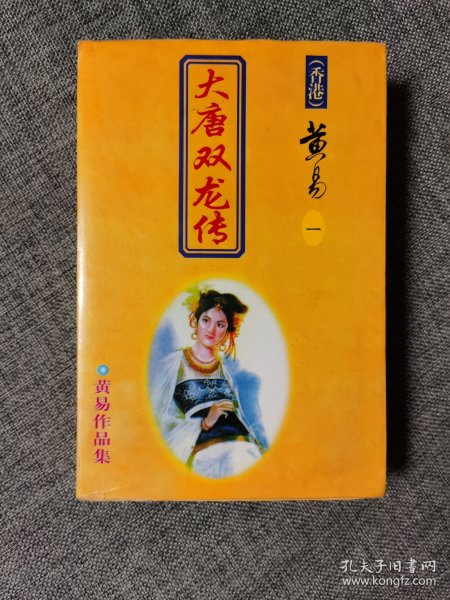 （香港）
黄易
一
大唐双龙传
黄易作品集
孔夫子旧书网
www.kongfz.com